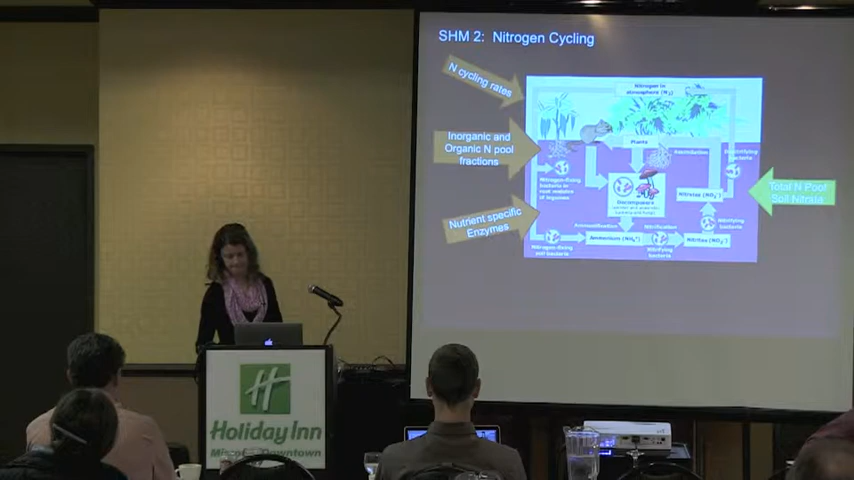 SHM 2: Nitrogen Cycling
N cycling rates
Nitrogen in
atmosphere (N₂)
Inorganic and
Organic N pool
fractions
Plants
Assimilation
Denitrifying
bacteria
Nitrogen-fixing
bacteria in
root nodules
of legumes
Decomposers
Nitrates (NO₃⁻)
Total N Pool
Soil Nitrate
Nutrient specific
Enzymes
Ammonification
Nitrification
Nitrifying
bacteria
Nitrogen-fixing
soil bacteria
Ammonium (NH₄⁺)
Nitrifying
bacteria
Nitrites (NO₂⁻)
H
Holiday Inn
Downtown